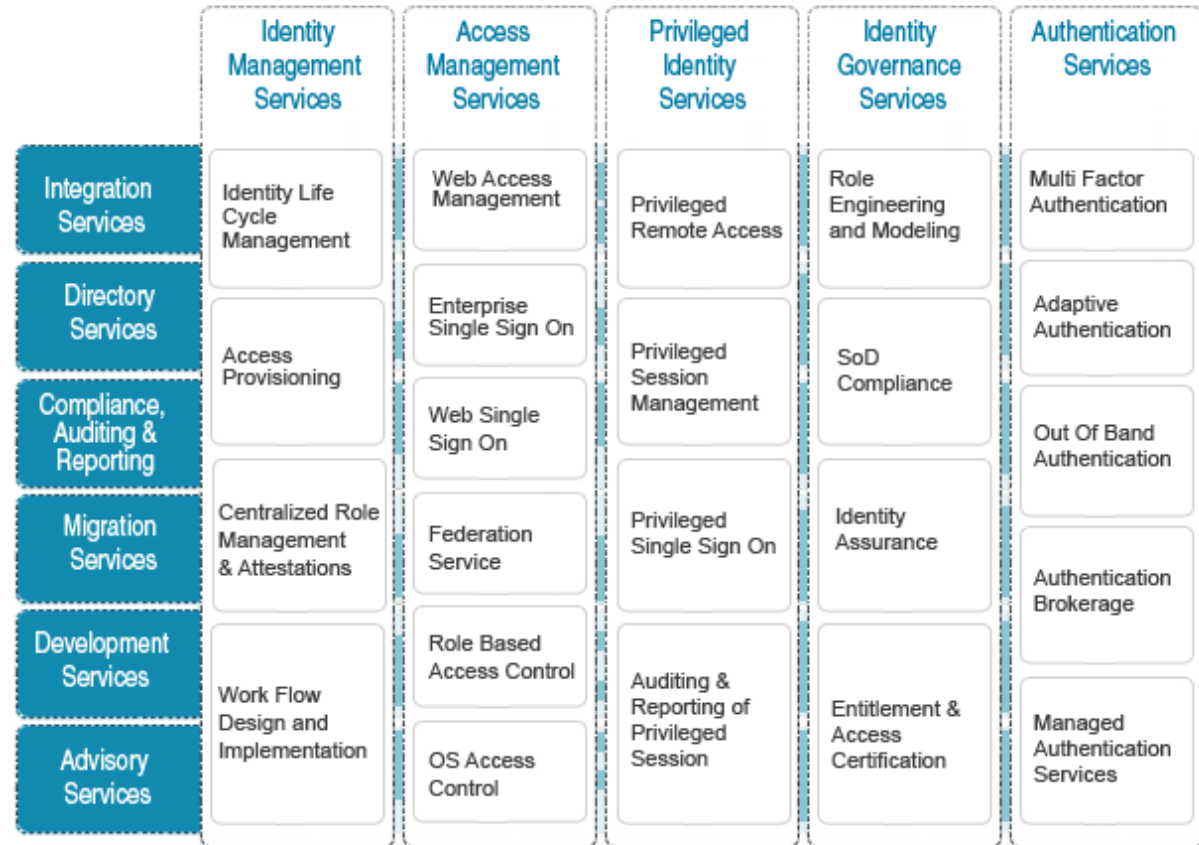 Identity
Management
Services
Access
Management
Services
Privileged
Identity
Services
Identity
Governance
Services
Authentication
Services
Integration
Services
Directory
Services
Compliance,
Auditing &
Reporting
Migration
Services
Development
Services
Advisory
Services
Identity Life
Cycle
Management
Access
Provisioning
Centralized Role
Management
& Attestations
Work Flow
Design and
Implementation
Web Access
Management
Enterprise
Single Sign On
Web Single
Sign On
Federation
Service
Role Based
Access Control
OS Access
Control
Privileged
Remote Access
Privileged
Session
Management
Privileged
Single Sign On
Auditing &
Reporting of
Privileged
Session
Role
Engineering
and Modeling
SoD
Compliance
Identity
Assurance
Entitlement &
Access
Certification
Multi Factor
Authentication
Adaptive
Authentication
Out Of Band
Authentication
Authentication
Brokerage
Managed
Authentication
Services